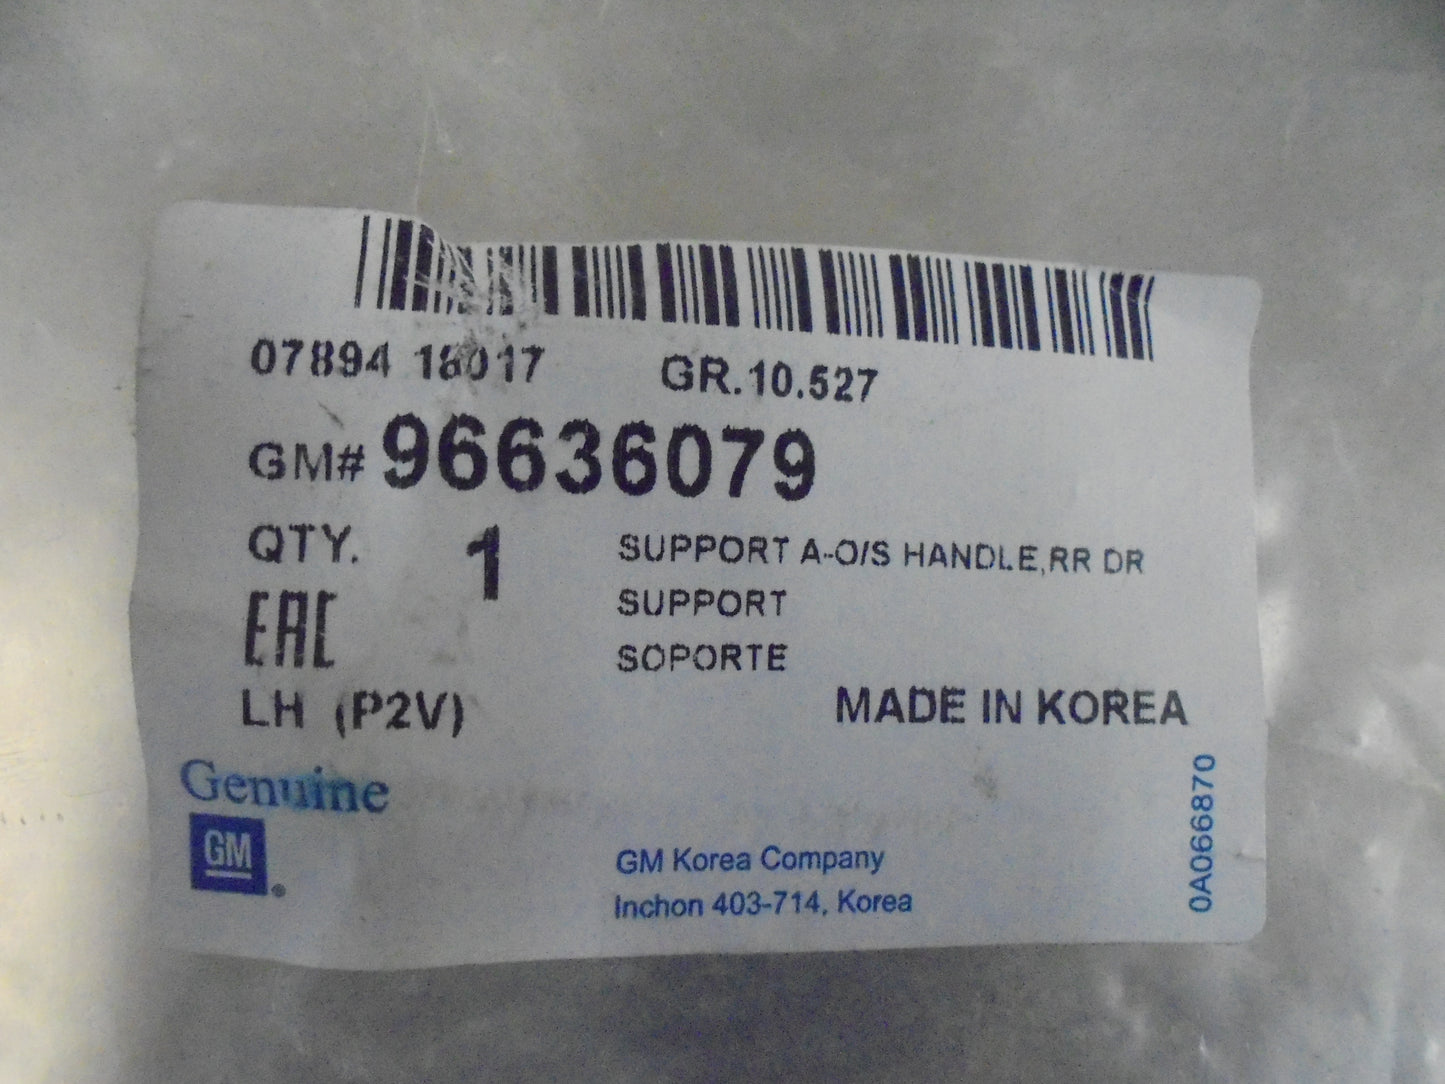 07894 18017 GR.10.527
GM# 96636079
QTY. 1 SUPPORT A-O/S HANDLE,RR DR
SUPPORT
EAC
SOPORTE
LH (P2V) MADE IN KOREA
Genuine
GM
®
GM Korea Company
Inchon 403-714, Korea
0A066870